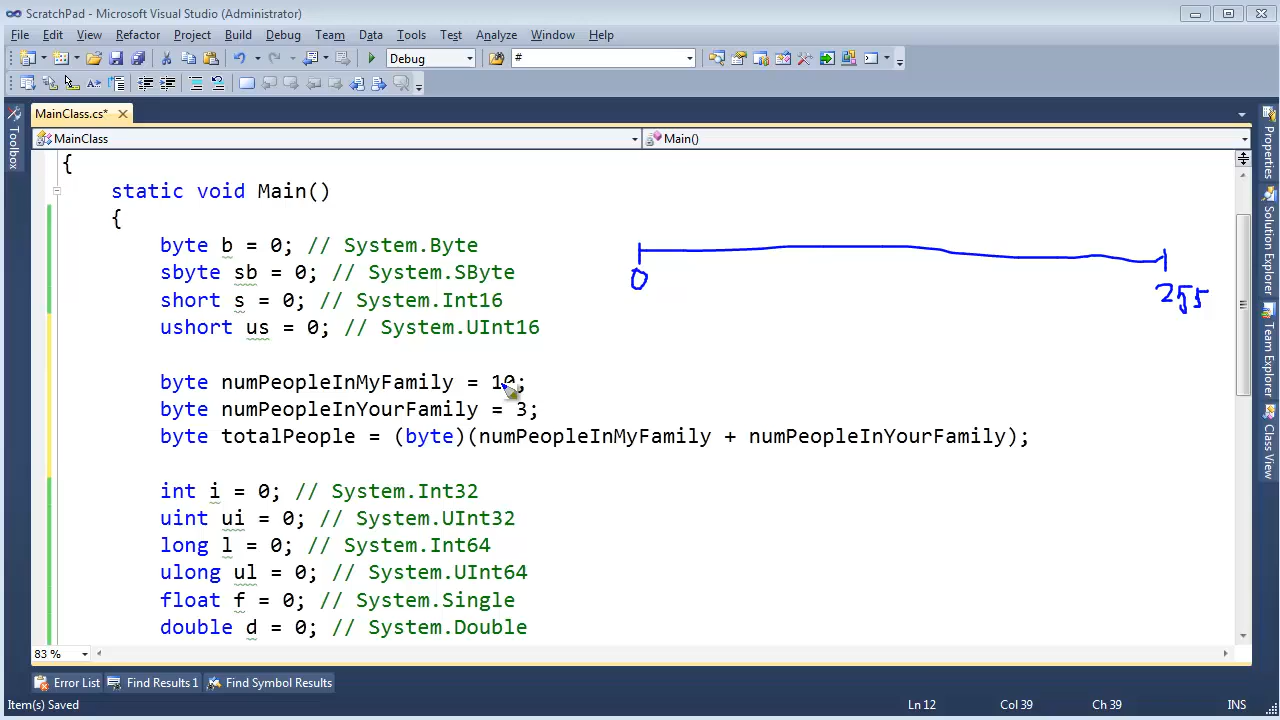 ScratchPad - Microsoft Visual Studio (Administrator)
File Edit View Refactor Project Build Debug Team Data Tools Test Analyze Window Help
Debug #
MainClass.cs*
MainClass Main()
{
static void Main()
{
byte b = 0; // System.Byte
sbyte sb = 0; // System.SByte
short s = 0; // System.Int16
ushort us = 0; // System.UInt16
0 255
byte numPeopleInMyFamily = 10;
byte numPeopleInYourFamily = 3;
byte totalPeople = (byte)(numPeopleInMyFamily + numPeopleInYourFamily);
int i = 0; // System.Int32
uint ui = 0; // System.UInt32
long l = 0; // System.Int64
ulong ul = 0; // System.UInt64
float f = 0; // System.Single
double d = 0; // System.Double
Toolbox
Properties
Solution Explorer
Team Explorer
Class View
83 %
Error List Find Results 1 Find Symbol Results
Item(s) Saved Ln 12 Col 39 Ch 39 INS